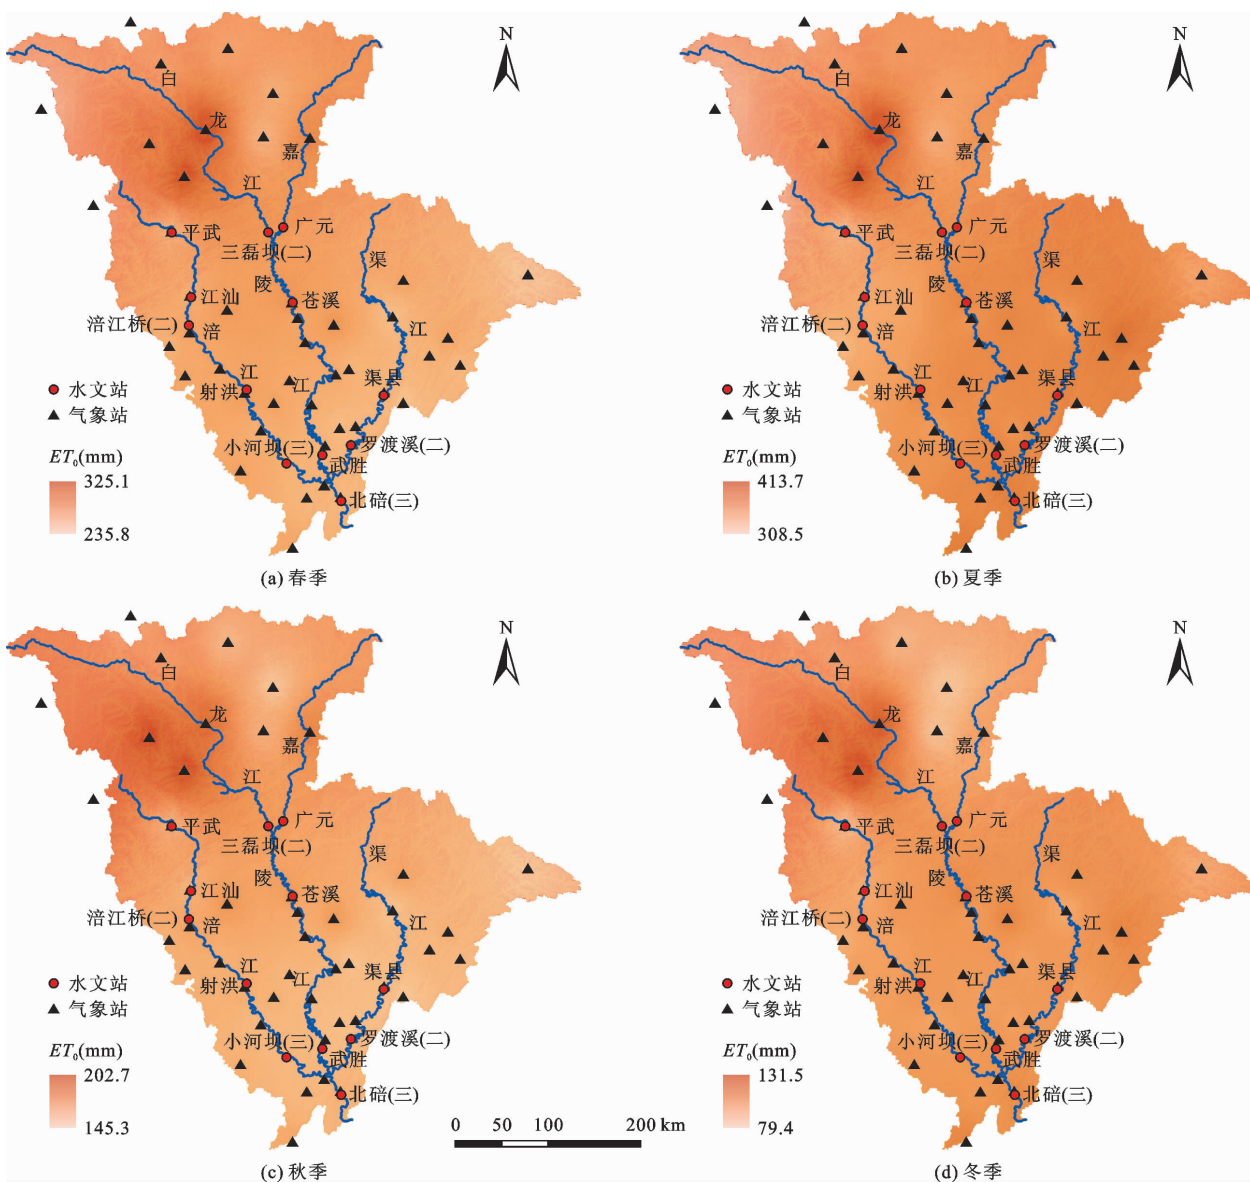 N
白
龙
嘉
江
广元
平武
三磊坝(二)
渠
陵
苍溪
江油
涪江桥(二)
涪
江
江
江
渠县
射洪
水文站
气象站
小河坝(三)
罗渡溪(二)
武胜
ET₀(mm)
325.1
235.8
北碚(三)
(a) 春季
N
白
龙
嘉
江
广元
平武
三磊坝(二)
渠
陵
苍溪
江油
涪江桥(二)
涪
江
江
江
渠县
射洪
水文站
气象站
小河坝(三)
罗渡溪(二)
武胜
ET₀(mm)
413.7
308.5
北碚(三)
(b) 夏季
N
白
龙
嘉
江
广元
平武
三磊坝(二)
渠
陵
苍溪
江油
涪江桥(二)
涪
江
江
江
渠县
射洪
水文站
气象站
小河坝(三)
罗渡溪(二)
武胜
ET₀(mm)
202.7
145.3
北碚(三)
0 50 100 200 km
(c) 秋季
N
白
龙
嘉
江
广元
平武
三磊坝(二)
渠
陵
苍溪
江油
涪江桥(二)
涪
江
江
江
渠县
射洪
水文站
气象站
小河坝(三)
罗渡溪(二)
武胜
ET₀(mm)
131.5
79.4
北碚(三)
(d) 冬季